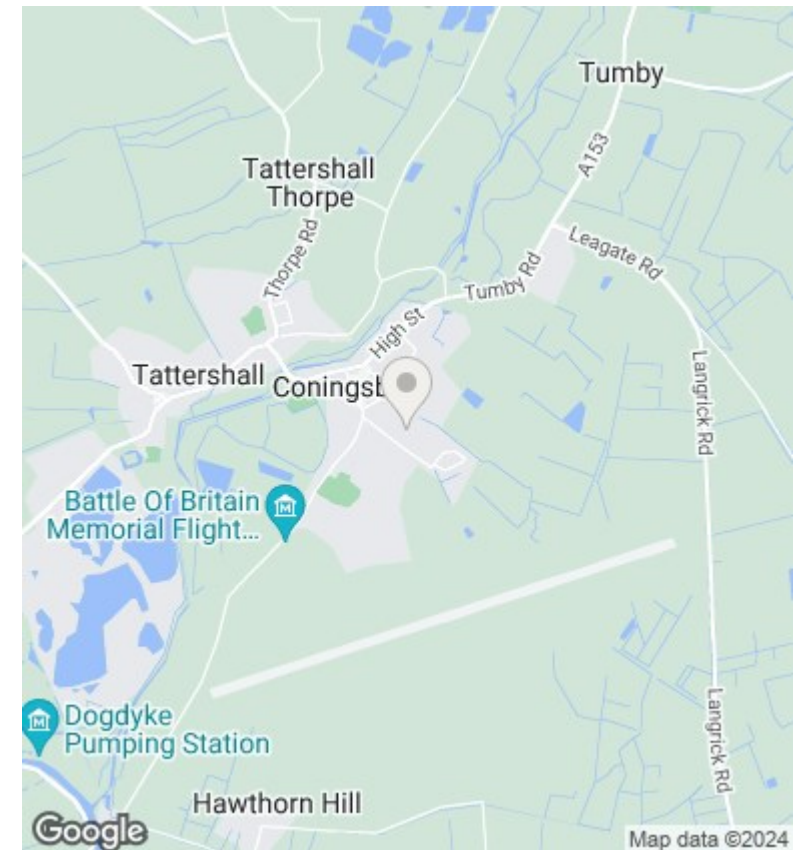 Tumby
A153
Tattershall
Thorpe
Thorpe Rd
Leagate Rd
Tumby Rd
High St
Tattershall
Coningsb
Langrick Rd
Battle Of Britain
Memorial Flight...
Langrick Rd
Dogdyke
Pumping Station
Hawthorn Hill
Google
Map data ©2024